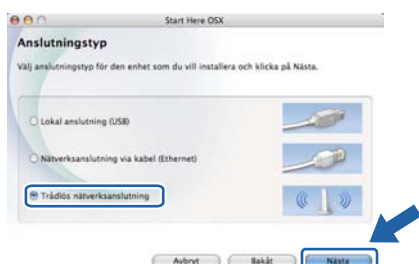 Start Here OSX
Anslutningstyp
Välj anslutningstyp för den enhet som du vill installera och klicka på Nästa.
Lokal anslutning (USB)
Nätverksanslutning via kabel (Ethernet)
Trådlös nätverksanslutning
Avbryt Bakåt Nästa